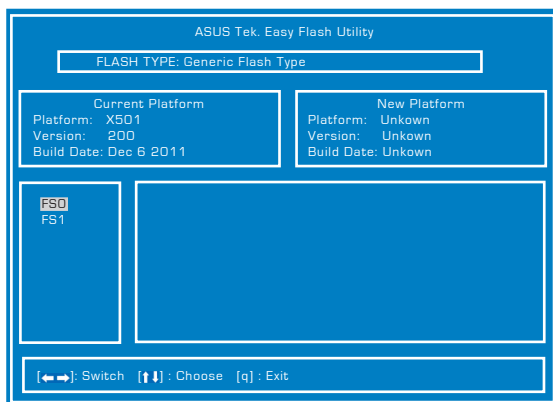 ASUS Tek. Easy Flash Utility
FLASH TYPE: Generic Flash Type
Current Platform
Platform: X501
Version: 200
Build Date: Dec 6 2011
New Platform
Platform: Unkown
Version: Unkown
Build Date: Unkown
FS0
FS1
[←→]: Switch [↑↓] : Choose [q] : Exit